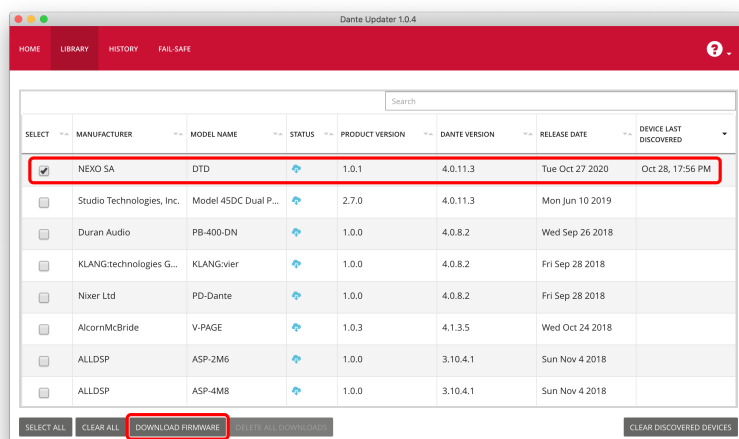 Dante Updater 1.0.4
HOME LIBRARY HISTORY FAIL-SAFE ?
Search
SELECT MANUFACTURER MODEL NAME STATUS PRODUCT VERSION DANTE VERSION RELEASE DATE DEVICE LAST DISCOVERED
NEXO SA DTD 1.0.1 4.0.11.3 Tue Oct 27 2020 Oct 28, 17:56 PM
Studio Technologies, Inc. Model 45DC Dual P... 2.7.0 4.0.11.3 Mon Jun 10 2019
Duran Audio PB-400-DN 1.0.0 4.0.8.2 Wed Sep 26 2018
KLANG:technologies G... KLANG:vier 1.0.0 4.0.8.2 Fri Sep 28 2018
Nixer Ltd PD-Dante 1.0.0 4.0.8.2 Fri Sep 28 2018
AlcornMcBride V-PAGE 1.0.3 4.1.3.5 Wed Oct 24 2018
ALLDSP ASP-2M6 1.0.0 3.10.4.1 Sun Nov 4 2018
ALLDSP ASP-4M8 1.0.0 3.10.4.1 Sun Nov 4 2018
SELECT ALL CLEAR ALL DOWNLOAD FIRMWARE DELETE ALL DOWNLOADS CLEAR DISCOVERED DEVICES